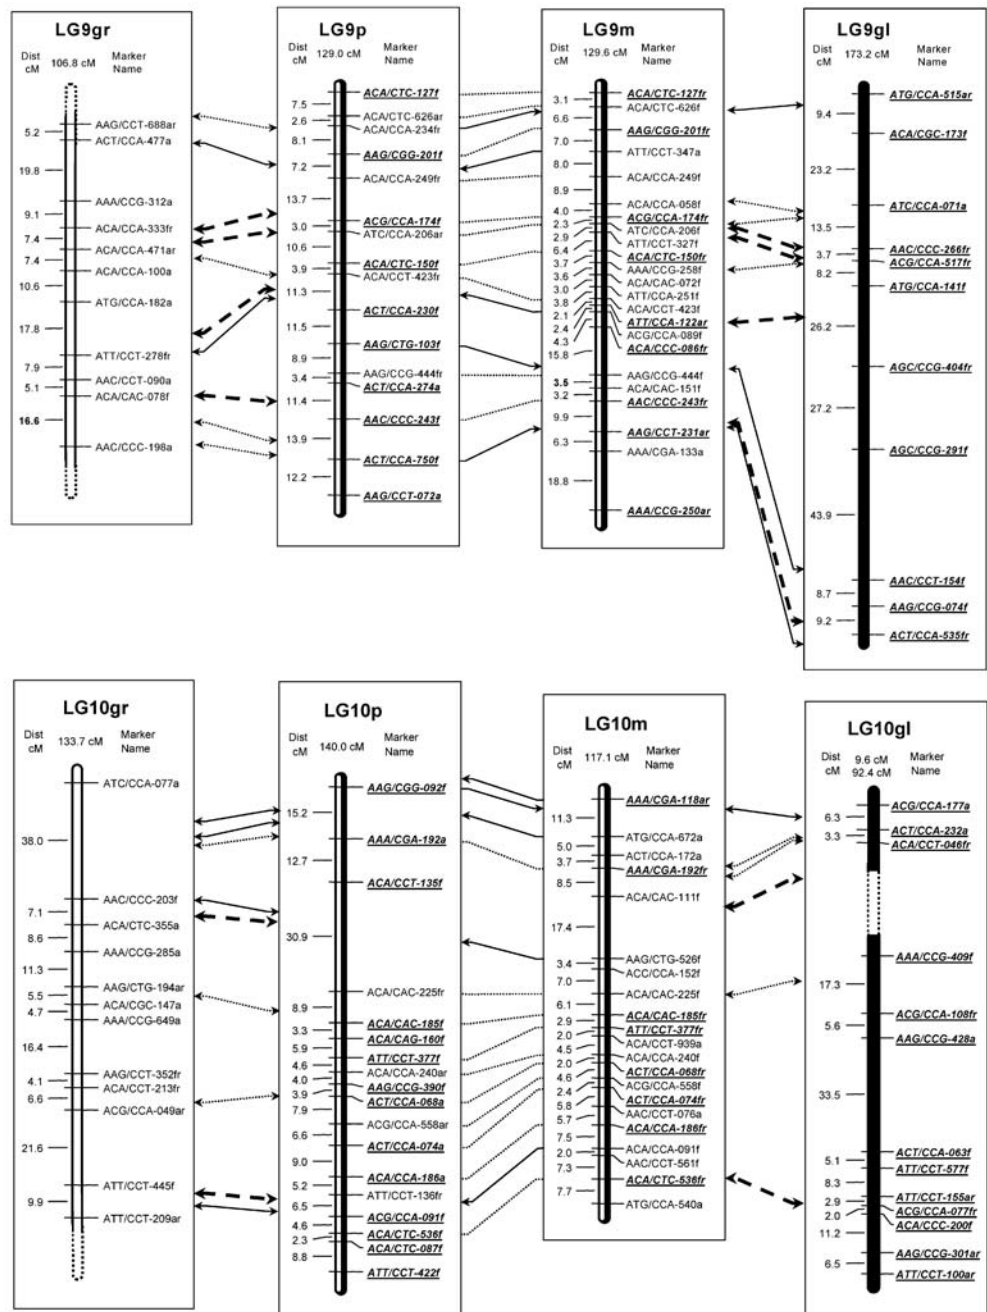 LG9gr
Dist
cM
106.8 cM
Marker
Name
AAG/CCT-688ar
5.2
ACT/CCA-477a
19.8
AAA/CCG-312a
9.1
ACA/CCA-333fr
7.4
ACA/CCA-471ar
7.4
ACA/CCA-100a
10.6
ATG/CCA-182a
17.8
ATT/CCT-278fr
7.9
AAC/CCT-090a
5.1
ACA/CAC-078f
16.6
AAC/CCC-198a
LG9p
Dist
cM
129.0 cM
Marker
Name
ACA/CTC-127f
7.5
ACA/CTC-626ar
2.6
ACA/CCA-234fr
8.1
AAG/CGG-201f
7.2
ACA/CCA-249fr
13.7
ACG/CCA-174f
3.0
ATC/CCA-206ar
10.6
ACA/CTC-150f
3.9
ACA/CCT-423fr
11.3
ACT/CCA-230f
11.5
AAG/CTG-103f
8.9
AAG/CCG-444fr
3.4
ACT/CCA-274a
11.4
AAC/CCC-243f
13.9
ACT/CCA-750f
12.2
AAG/CCT-072a
LG9m
Dist
cM
129.6 cM
Marker
Name
ACA/CTC-127fr
3.1
ACA/CTC-626f
6.6
AAG/CGG-201fr
7.0
ATT/CCT-347a
8.0
ACA/CCA-249f
8.9
ACA/CCA-058f
4.0
ACG/CCA-174fr
2.3
ATC/CCA-206f
2.9
ATT/CCT-327f
6.4
ACA/CTC-150fr
3.7
AAA/CCG-258f
3.6
ACA/CAC-072f
3.0
ATT/CCA-251f
3.8
ACA/CCT-423f
2.1
ATT/CCA-122ar
2.4
ACG/CCA-089f
4.3
ACA/CCC-086fr
15.8
AAG/CCG-444f
3.5
ACA/CAC-151f
3.2
AAC/CCC-243fr
9.9
AAG/CCT-231ar
6.3
AAA/CGA-133a
18.8
AAA/CCG-250ar
LG9gl
Dist
cM
173.2 cM
Marker
Name
ATG/CCA-515ar
9.4
ACA/CGC-173f
23.2
ATC/CCA-071a
13.5
AAC/CCC-266fr
3.7
ACG/CCA-517fr
8.2
ATG/CCA-141f
26.2
AGC/CCG-404fr
27.2
AGC/CCG-291f
43.9
AAC/CCT-154f
8.7
AAG/CCG-074f
9.2
ACT/CCA-535fr
LG10gr
Dist
cM
133.7 cM
Marker
Name
ATC/CCA-077a
38.0
AAC/CCC-203f
7.1
ACA/CTC-355a
8.6
AAA/CCG-285a
11.3
AAG/CTG-194ar
5.5
ACA/CGC-147a
4.7
AAA/CCG-649a
16.4
AAG/CCT-352fr
4.1
ACA/CCT-213fr
6.6
ACG/CCA-049ar
21.6
ATT/CCT-445f
9.9
ATT/CCT-209ar
LG10p
Dist
cM
140.0 cM
Marker
Name
AAG/CGG-092f
15.2
AAA/CGA-192a
12.7
ACA/CCT-135f
30.9
ACA/CAC-225fr
8.9
ACA/CAC-185f
3.3
ACA/CAG-160f
5.9
ATT/CCT-377f
4.6
ACA/CCA-240ar
4.0
AAG/CCG-390f
3.9
ACT/CCA-068a
7.9
ACG/CCA-558ar
6.6
ACT/CCA-074a
9.0
ACA/CCA-186a
5.2
ATT/CCT-136fr
6.5
ACG/CCA-091f
4.6
ACA/CTC-536f
2.3
ACA/CTC-087f
8.8
ATT/CCT-422f
LG10m
Dist
cM
117.1 cM
Marker
Name
AAA/CGA-118ar
11.3
ATG/CCA-672a
5.0
ACT/CCA-172a
3.7
AAA/CGA-192fr
8.5
ACA/CAC-111f
17.4
AAG/CTG-526f
3.4
ACC/CCA-152f
7.0
ACA/CAC-225f
6.1
ACA/CAC-185fr
2.9
ATT/CCT-377fr
2.0
ACA/CCT-939a
4.5
ACA/CCA-240f
2.0
ACT/CCA-068fr
4.6
ACG/CCA-558f
2.4
ACT/CCA-074fr
5.8
AAC/CCT-076a
5.7
ACA/CCA-186fr
7.5
ACA/CCA-091f
2.0
AAC/CCT-561f
7.3
ACA/CTC-536fr
7.7
ATG/CCA-540a
LG10gl
Dist
cM
9.6 cM
92.4 cM
Marker
Name
ACG/CCA-177a
6.3
ACT/CCA-232a
3.3
ACA/CCT-046fr
AAA/CCG-409f
17.3
ACG/CCA-108fr
5.6
AAG/CCG-428a
33.5
ACT/CCA-063f
5.1
ATT/CCT-577f
8.3
ATT/CCT-155ar
2.9
ACG/CCA-077fr
2.0
ACA/CCC-200f
11.2
AAG/CCG-301ar
6.5
ATT/CCT-100ar